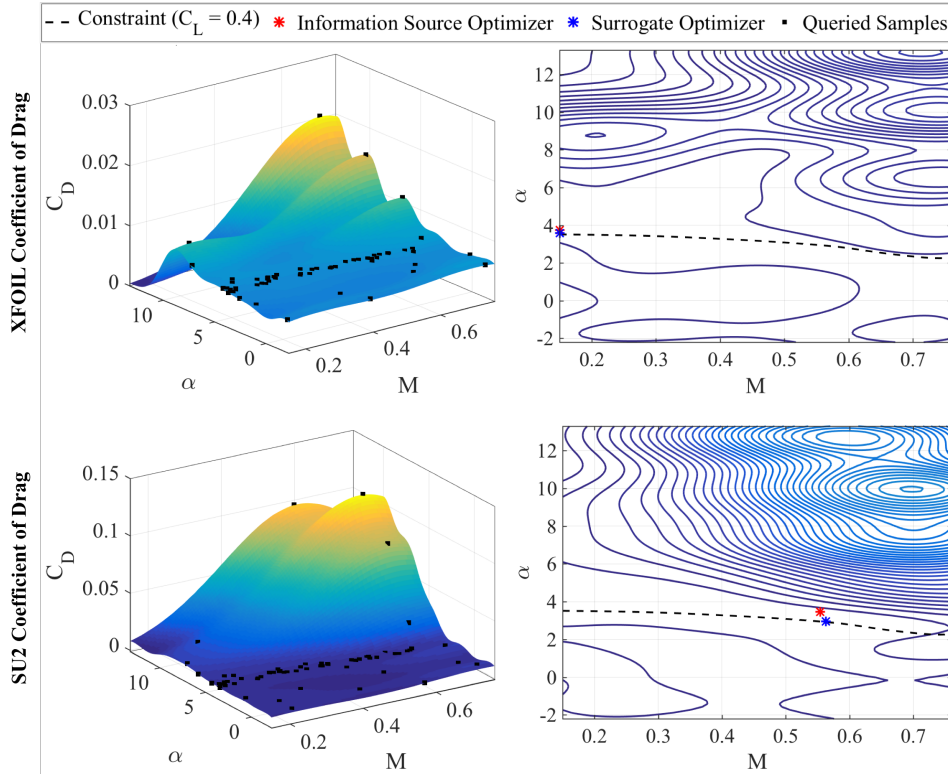 Constraint (C_L = 0.4) * Information Source Optimizer * Surrogate Optimizer ▪ Queried Samples
XFOIL Coefficient of Drag
C_D
0.03
0.02
0.01
0
10
5
0
α
0.2
0.4
0.6
M
α
12
10
8
6
4
2
0
-2
0.2 0.3 0.4 0.5 0.6 0.7
M
SU2 Coefficient of Drag
C_D
0.15
0.1
0.05
0
10
5
0
α
0.2
0.4
0.6
M
α
12
10
8
6
4
2
0
-2
0.2 0.3 0.4 0.5 0.6 0.7
M